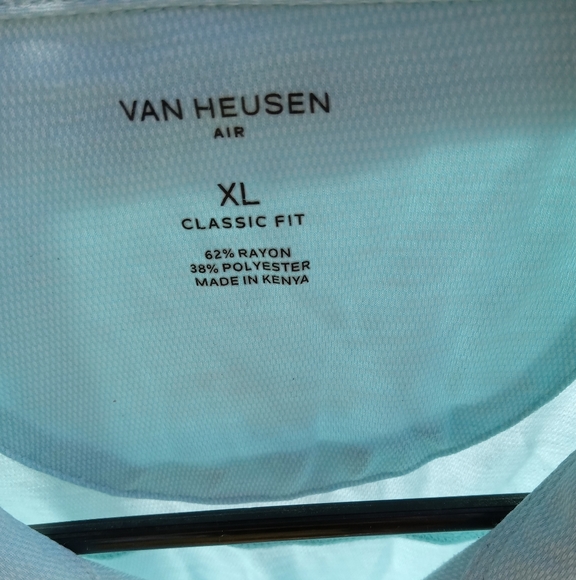 VAN HEUSEN
AIR
XL
CLASSIC FIT
62% RAYON
38% POLYESTER
MADE IN KENYA